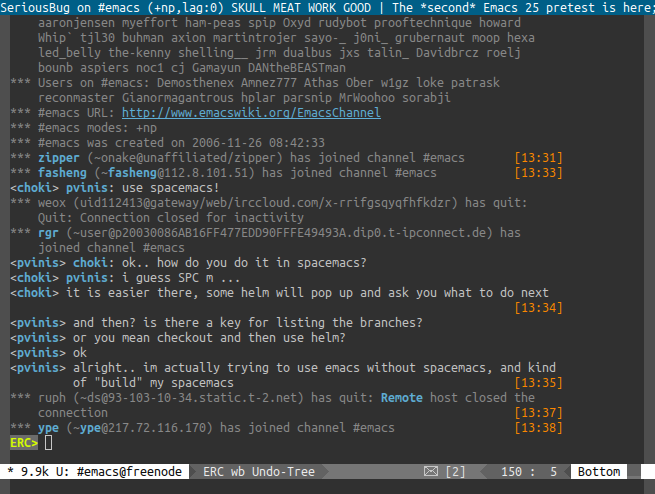 SeriousBug on #emacs (+np,lag:0) SKULL MEAT WORK GOOD | The *second* Emacs 25 pretest is here;
aaronjensen myeffort ham-peas spip Oxyd rudybot prooftechnique howard
Whip` tjl30 buhman axion martintrojer sayo-_ j0ni_ grubernaut moop hexa
led_belly the-kenny shelling__ jrm dualbus jxs talin_ Davidbrcz roelj
bounb aspiers noc1 cj Gamayun DANtheBEASTman
*** Users on #emacs: Demosthenex Amnez777 Athas Ober w1gz loke patrask
reconmaster Gianormagantrous hplar parsnip MrWoohoo sorabji
*** #emacs URL: http://www.emacswiki.org/EmacsChannel
*** #emacs modes: +np
*** #emacs was created on 2006-11-26 08:42:33
*** zipper (~onake@unaffiliated/zipper) has joined channel #emacs [13:31]
*** fasheng (~fasheng@112.8.101.51) has joined channel #emacs [13:33]
<choki> pvinis: use spacemacs!
*** weox (uid112413@gateway/web/irccloud.com/x-rrifgsqyqfhfkdzr) has quit:
Quit: Connection closed for inactivity
*** rgr (~user@p20030086AB16FF477EDD90FFFE49493A.dip0.t-ipconnect.de) has
joined channel #emacs
<pvinis> choki: ok.. how do you do it in spacemacs?
<choki> pvinis: i guess SPC m ...
<choki> it is easier there, some helm will pop up and ask you what to do next
[13:34]
<pvinis> and then? is there a key for listing the branches?
<pvinis> or you mean checkout and then use helm?
<pvinis> ok
<pvinis> alright.. im actually trying to use emacs without spacemacs, and kind
of "build" my spacemacs [13:35]
*** ruph (~ds@93-103-10-34.static.t-2.net) has quit: Remote host closed the
connection [13:37]
*** ype (~ype@217.72.116.170) has joined channel #emacs [13:38]
ERC>
* 9.9k U: #emacs@freenode ERC wb Undo-Tree [2] 150 : 5 Bottom